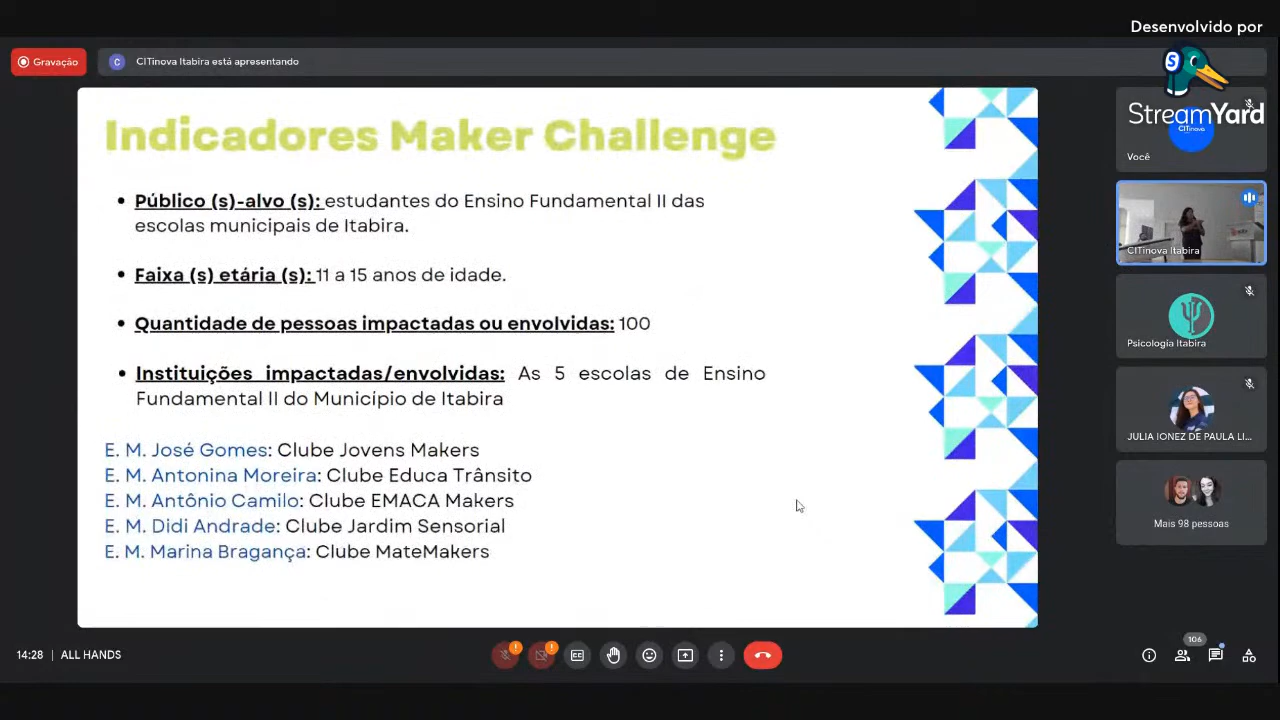 Desenvolvido por
StreamYard
Gravação
C
CITinova Itabira está apresentando
Indicadores Maker Challenge
• Público (s)-alvo (s): estudantes do Ensino Fundamental II das
escolas municipais de Itabira.
• Faixa (s) etária (s): 11 a 15 anos de idade.
• Quantidade de pessoas impactadas ou envolvidas: 100
• Instituições impactadas/envolvidas: As 5 escolas de Ensino
Fundamental II do Município de Itabira
E. M. José Gomes: Clube Jovens Makers
E. M. Antonina Moreira: Clube Educa Trânsito
E. M. Antônio Camilo: Clube EMACA Makers
E. M. Didi Andrade: Clube Jardim Sensorial
E. M. Marina Bragança: Clube MateMakers
CITinova
Você
CITinova Itabira
Psicologia Itabira
JULIA IONEZ DE PAULA LI...
Mais 98 pessoas
14:28 | ALL HANDS
CC
106